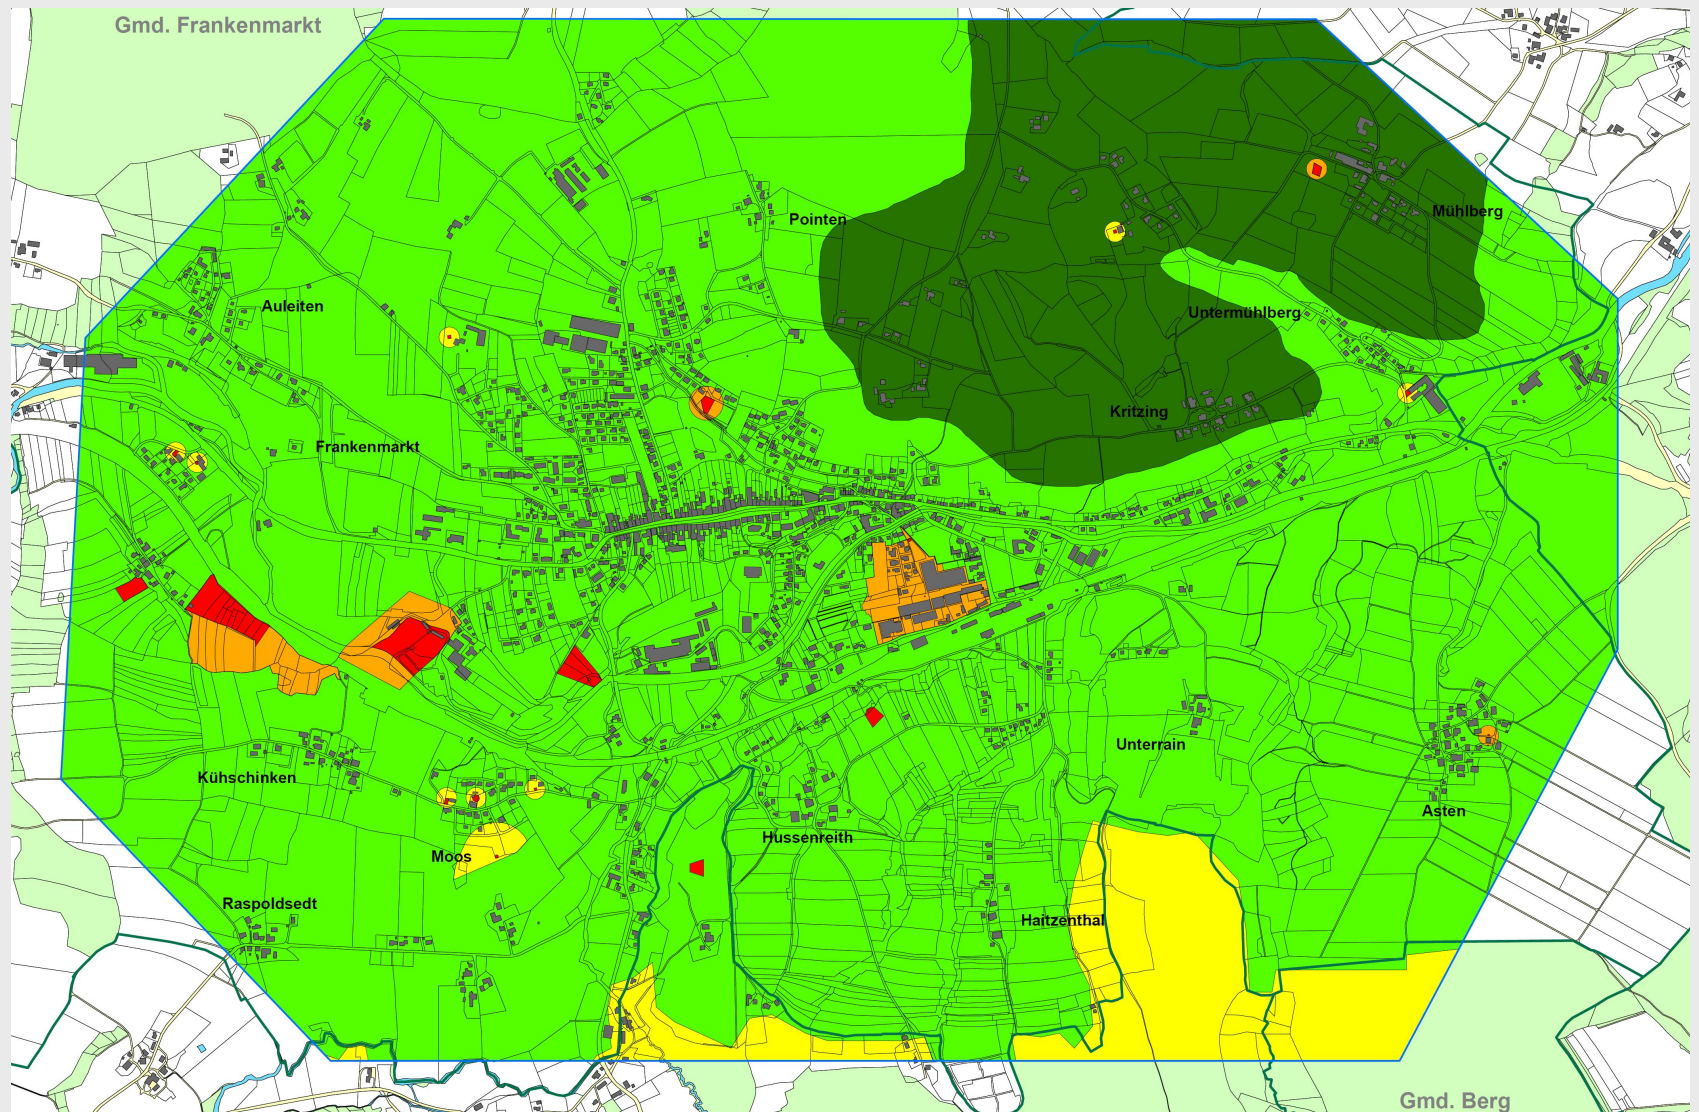 Gmd. Frankenmarkt
Mühlberg
Pointen
Auleiten
Untermühlberg
Kritzing
Frankenmarkt
Unterrain
Kühschinken
Asten
Hussenreith
Moos
Raspoldsedt
Haitzenthal
Gmd. Berg